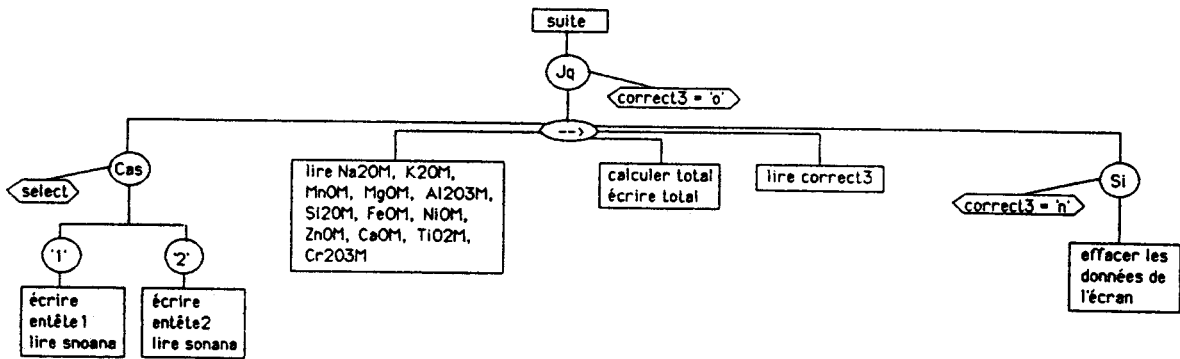 suite
Jq
correct3 = 'o'
-->
Cas
select
'1'
écrire
entête1
lire snoana
'2'
écrire
entête2
lire sonana
lire Na2OM, K2OM,
MnOM, MgOM, Al2O3M,
Si2OM, FeOM, NiOM,
ZnOM, CaOM, TiO2M,
Cr2O3M
calculer total
écrire total
lire correct3
Si
correct3 = 'n'
effacer les
données de
l'écran